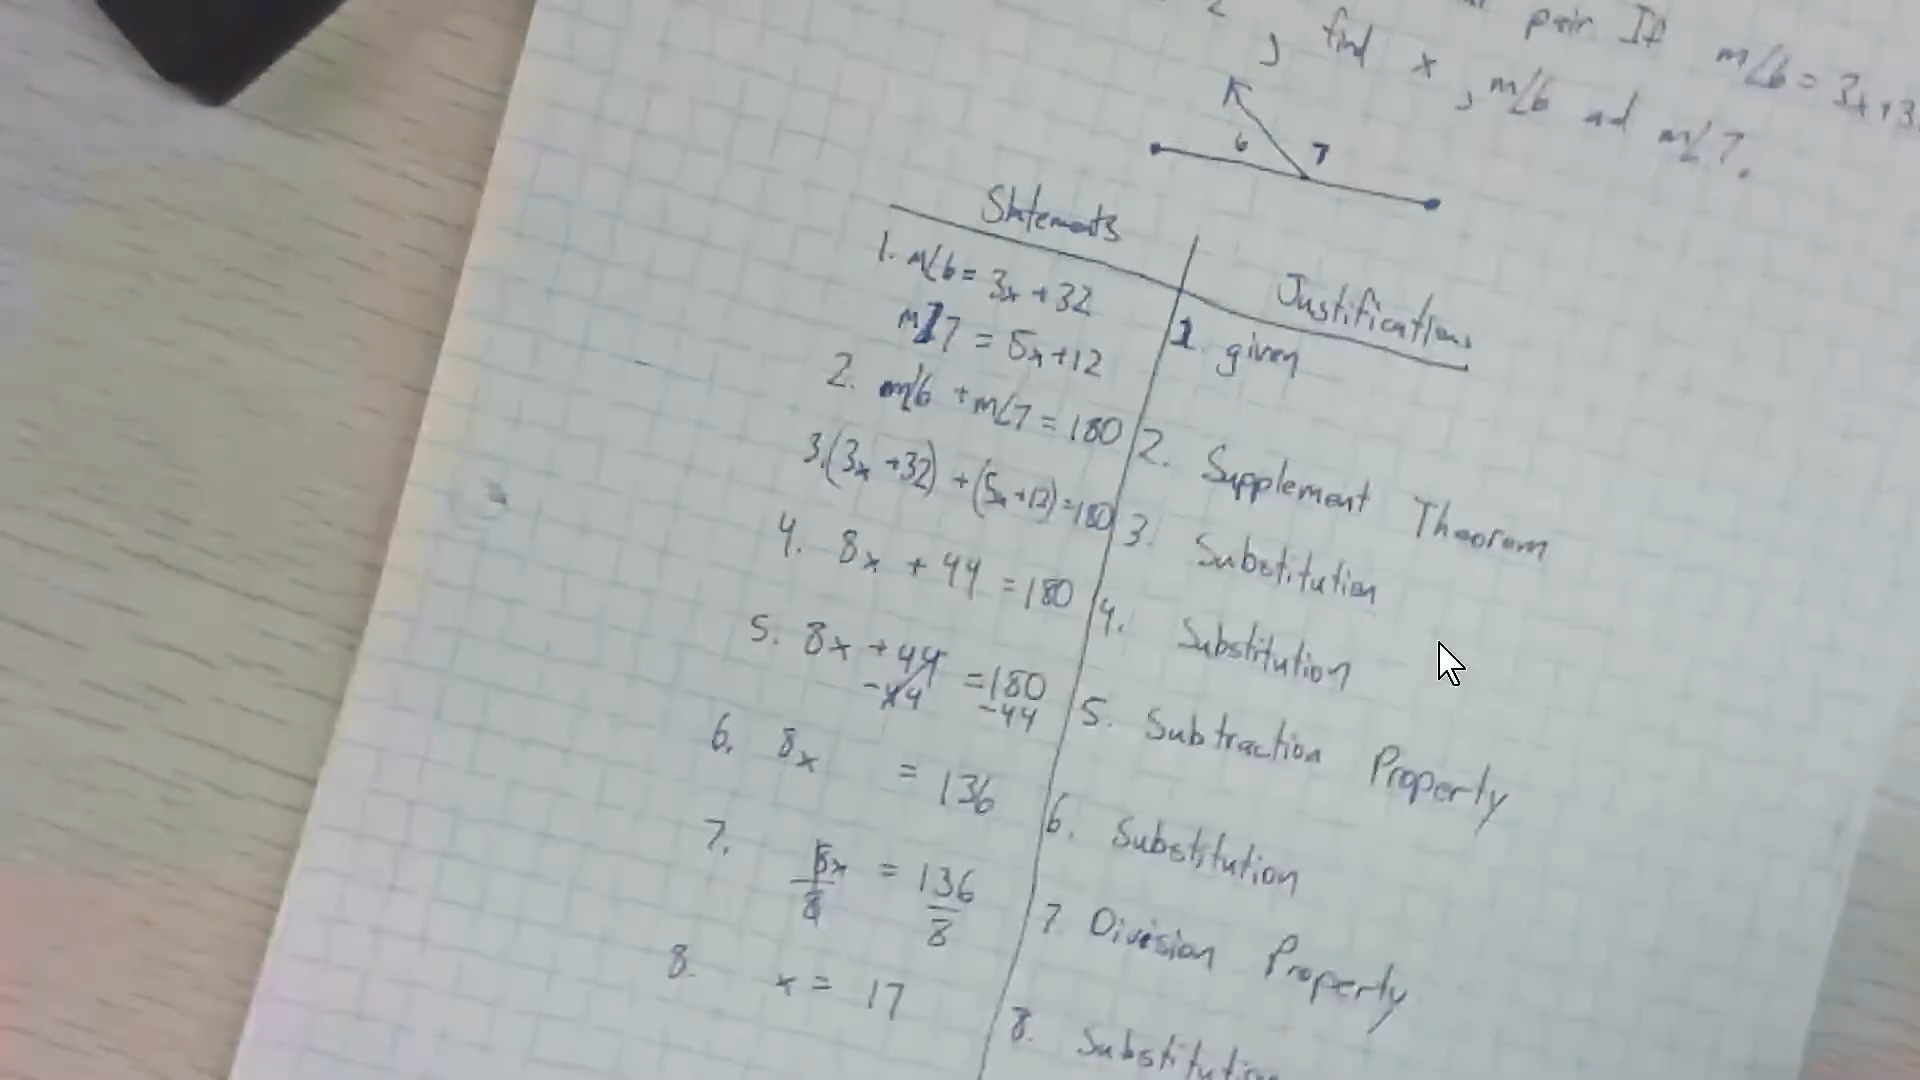 pair. If m∠6 = 3x+3
, find x , m∠6 ad m∠7.
6 7
Statements
Justifications
1. m∠6 = 3x + 32
m∠7 = 5x+12
1. given
2. m∠6 + m∠7 = 180
2. Supplement Theorem
3. (3x +32) + (5x+12)=180
3. Substitution
4. 8x + 44 = 180
4. Substitution
5. 8x + 44 = 180
-44 -44
5. Subtraction Property
6. 8x = 136
6. Substitution
7. 8x = 136
8 8
7. Division Property
8. x = 17
8. Substitution